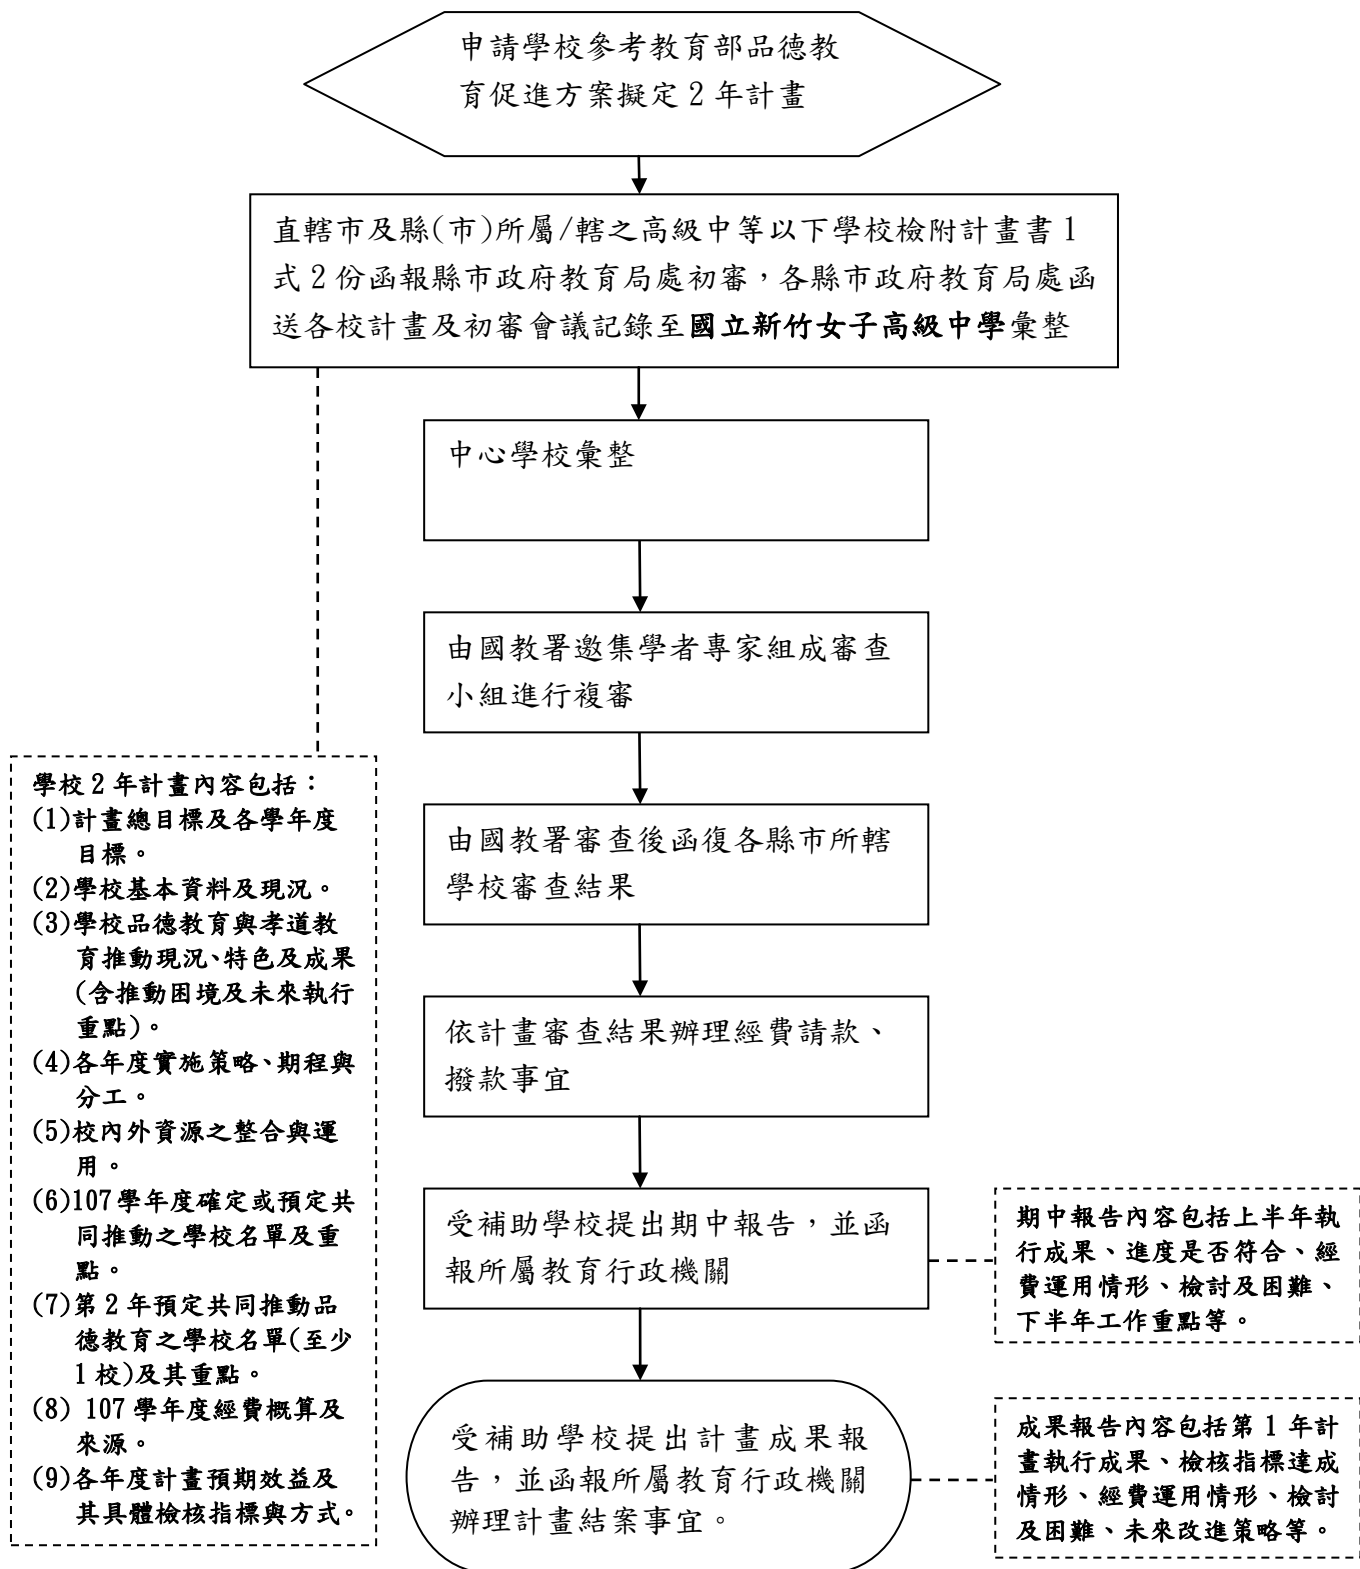 申請學校參考教育部品德教
育促進方案擬定 2 年計畫
直轄市及縣(市)所屬/轄之高級中等以下學校檢附計畫書 1
式 2 份函報縣市政府教育局處初審，各縣市政府教育局處函
送各校計畫及初審會議記錄至國立新竹女子高級中學彙整
中心學校彙整
由國教署邀集學者專家組成審查
小組進行複審
由國教署審查後函復各縣市所轄
學校審查結果
依計畫審查結果辦理經費請款、
撥款事宜
受補助學校提出期中報告，並函
報所屬教育行政機關
受補助學校提出計畫成果報
告，並函報所屬教育行政機關
辦理計畫結案事宜。
學校 2 年計畫內容包括：
(1)計畫總目標及各學年度
目標。
(2)學校基本資料及現況。
(3)學校品德教育與孝道教
育推動現況、特色及成果
(含推動困境及未來執行
重點)。
(4)各年度實施策略、期程與
分工。
(5)校內外資源之整合與運
用。
(6)107 學年度確定或預定共
同推動之學校名單及重
點。
(7)第 2 年預定共同推動品
德教育之學校名單(至少
1 校)及其重點。
(8) 107 學年度經費概算及
來源。
(9)各年度計畫預期效益及
其具體檢核指標與方式。
期中報告內容包括上半年執
行成果、進度是否符合、經
費運用情形、檢討及困難、
下半年工作重點等。
成果報告內容包括第 1 年計
畫執行成果、檢核指標達成
情形、經費運用情形、檢討
及困難、未來改進策略等。